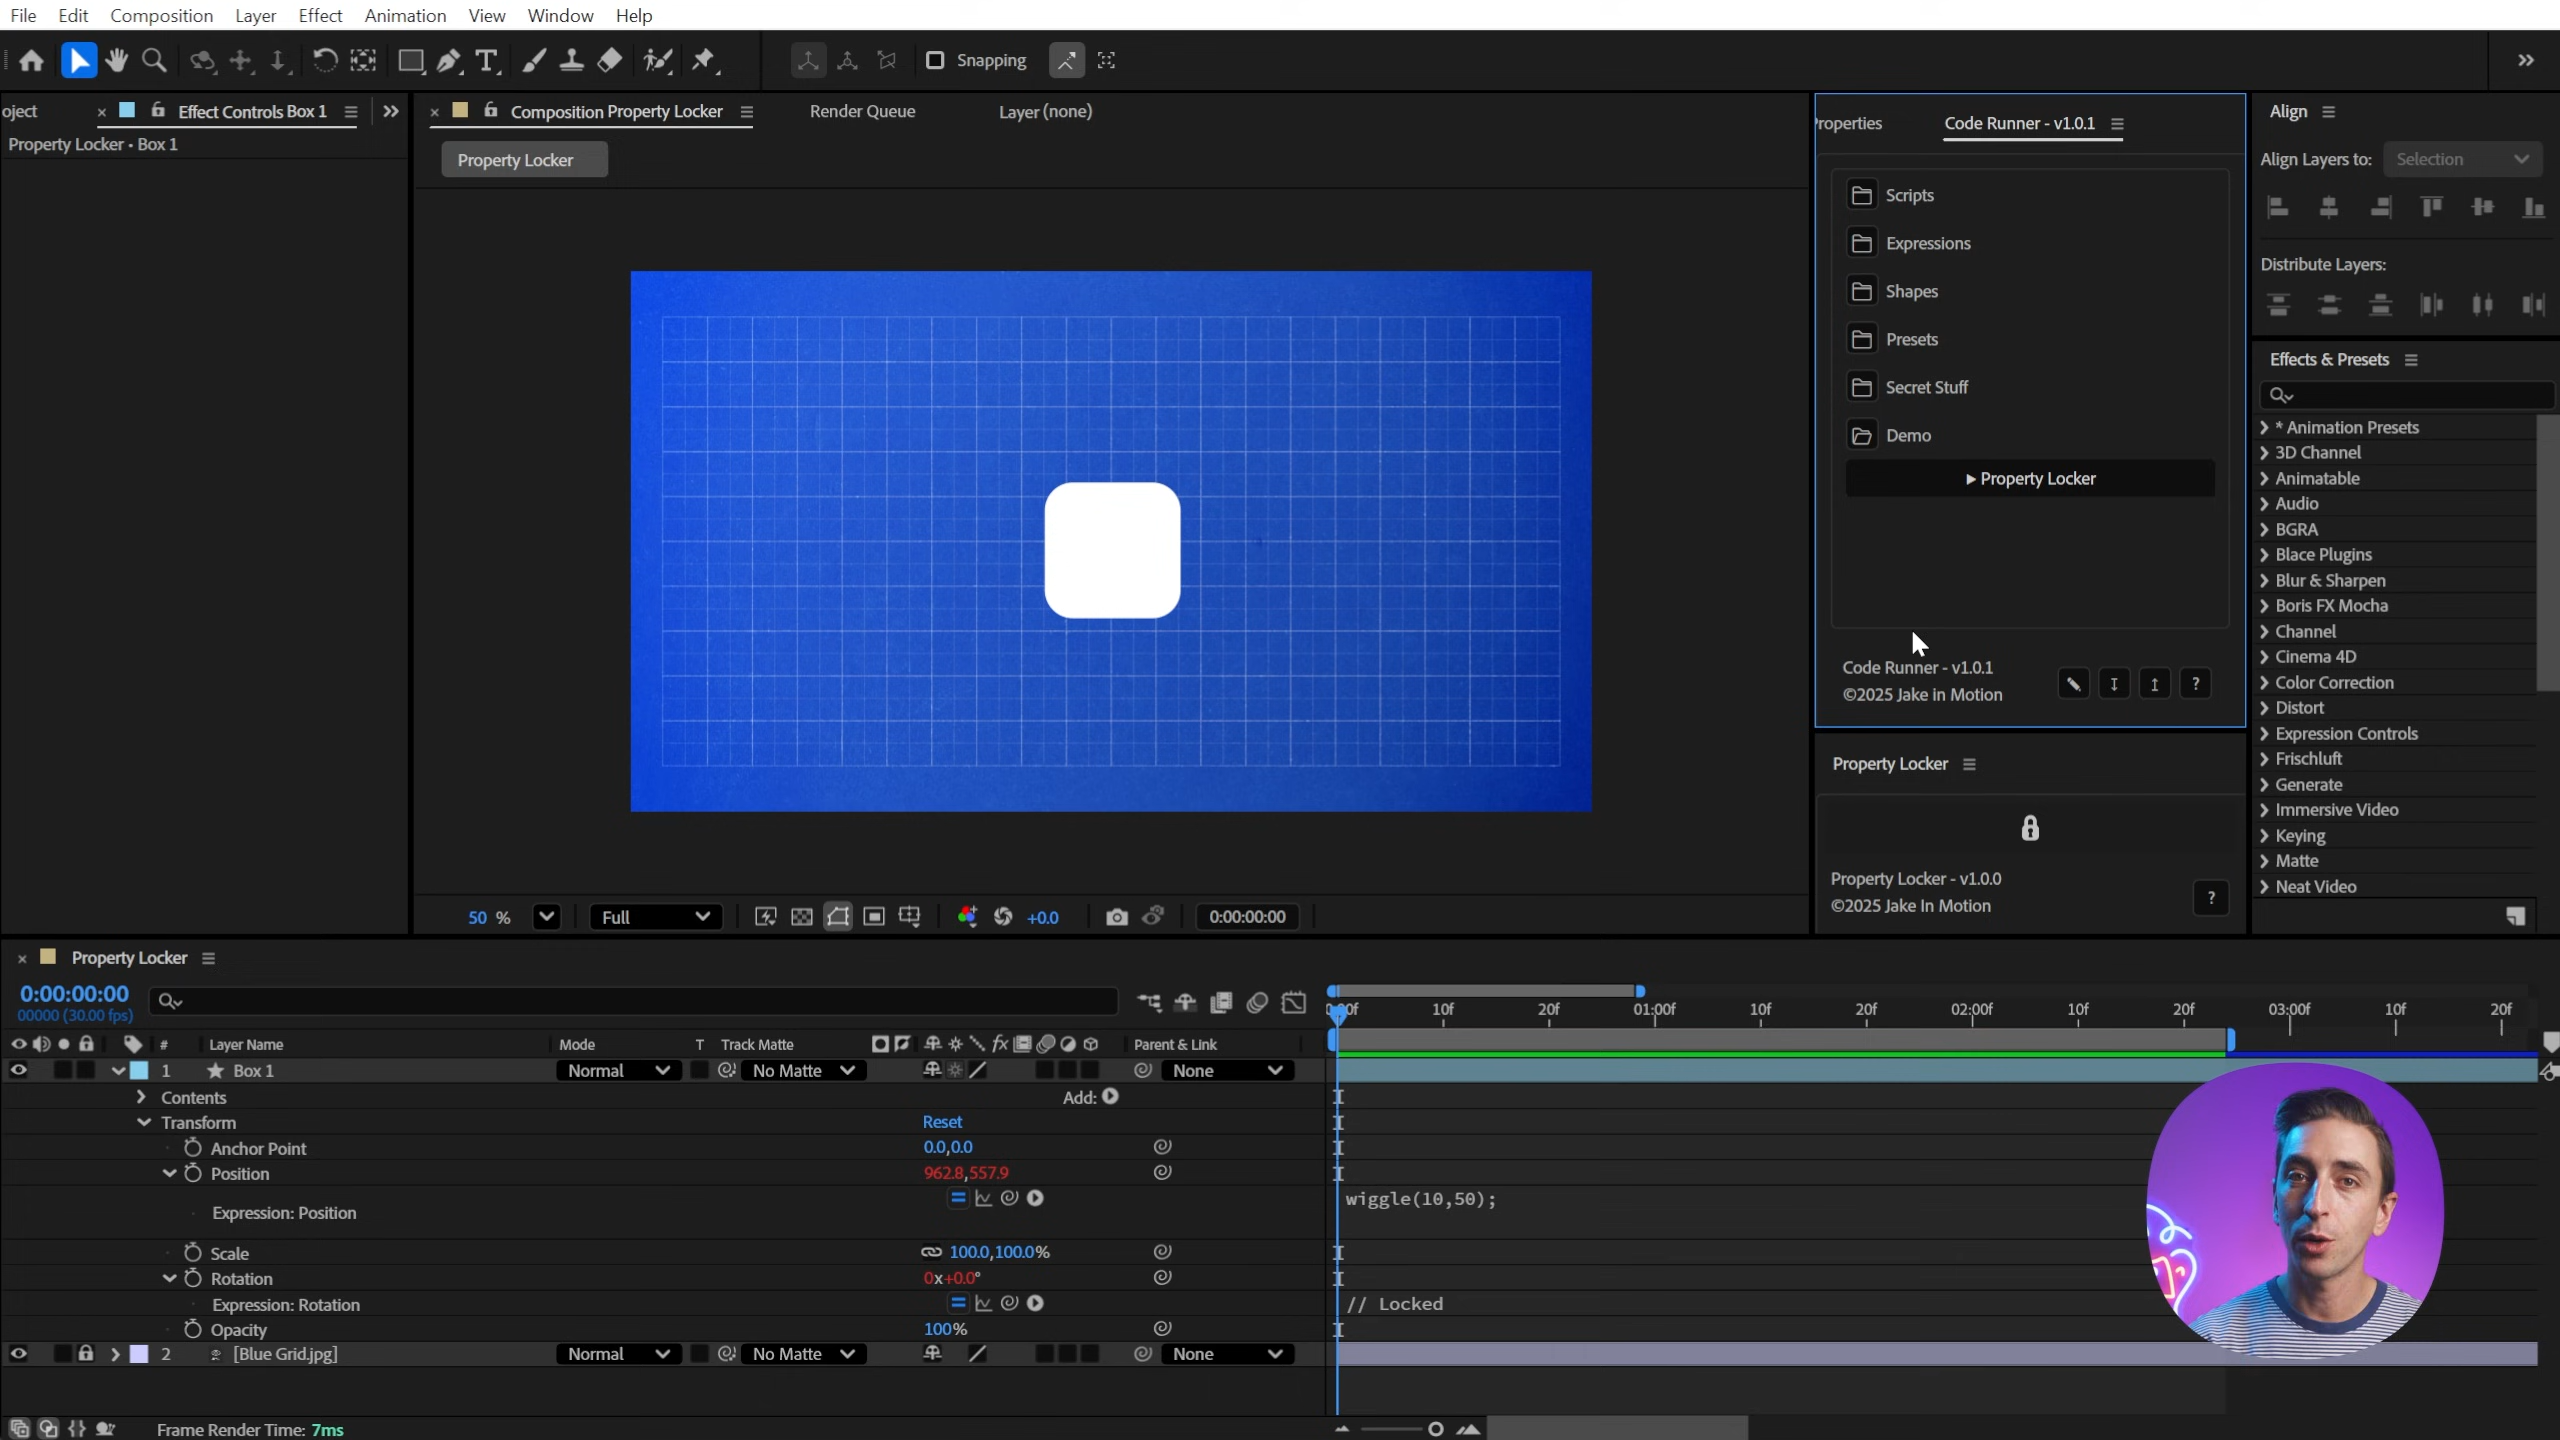 File Edit Composition Layer Effect Animation View Window Help
Snapping
oject
Effect Controls Box 1
Composition Property Locker
Render Queue
Layer (none)
Property Locker • Box 1
Property Locker
roperties
Code Runner - v1.0.1
Scripts
Expressions
Shapes
Presets
Secret Stuff
Demo
Property Locker
Code Runner - v1.0.1
©2025 Jake in Motion
?
Property Locker
Property Locker - v1.0.0
©2025 Jake In Motion
?
Align
Align Layers to: Selection
Distribute Layers:
Effects & Presets
* Animation Presets
3D Channel
Animatable
Audio
BGRA
Blace Plugins
Blur & Sharpen
Boris FX Mocha
Channel
Cinema 4D
Color Correction
Distort
Expression Controls
Frischluft
Generate
Immersive Video
Keying
Matte
Neat Video
50 % Full +0.0 0:00:00:00
Property Locker
0:00:00:00
00000 (30.00 fps)
10f 20f 01:00f 10f 20f 02:00f 10f 20f 03:00f 10f 20f
# Layer Name Mode T Track Matte fx Parent & Link
1 Box 1 Normal No Matte None
Contents Add:
Transform Reset
Anchor Point 0.0,0.0
Position 962.8,557.9
Expression: Position wiggle(10,50);
Scale 100.0,100.0%
Rotation 0x+0.0°
Expression: Rotation // Locked
Opacity 100%
2 [Blue Grid.jpg] Normal No Matte None
Frame Render Time: 7ms